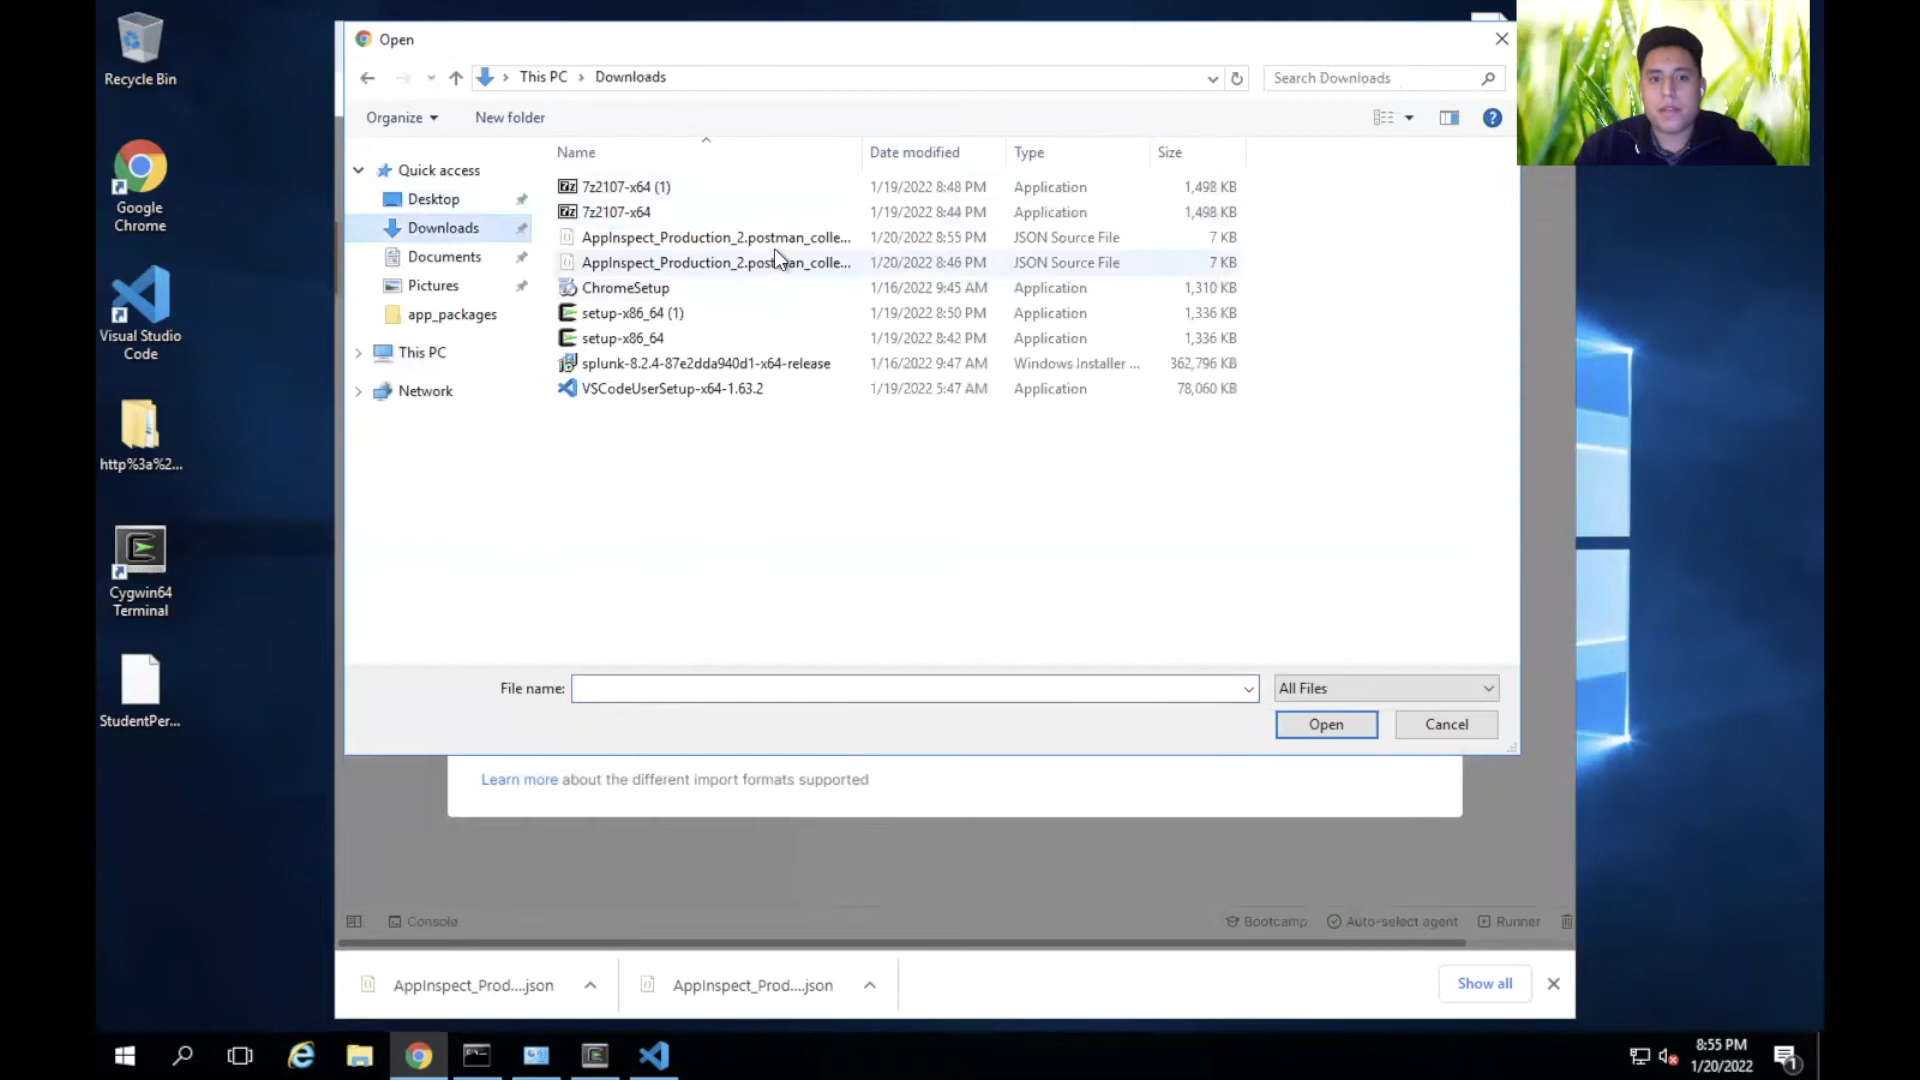 Recycle Bin
Google Chrome
Visual Studio Code
http%3a%2...
Cygwin64 Terminal
StudentPer...
Open
This PC > Downloads
Search Downloads
Organize
New folder
Quick access
Desktop
Downloads
Documents
Pictures
app_packages
This PC
Network
Name Date modified Type Size
7z2107-x64 (1) 1/19/2022 8:48 PM Application 1,498 KB
7z2107-x64 1/19/2022 8:44 PM Application 1,498 KB
AppInspect_Production_2.postman_colle... 1/20/2022 8:55 PM JSON Source File 7 KB
AppInspect_Production_2.postman_colle... 1/20/2022 8:46 PM JSON Source File 7 KB
ChromeSetup 1/16/2022 9:45 AM Application 1,310 KB
setup-x86_64 (1) 1/19/2022 8:50 PM Application 1,336 KB
setup-x86_64 1/19/2022 8:42 PM Application 1,336 KB
splunk-8.2.4-87e2dda940d1-x64-release 1/16/2022 9:47 AM Windows Installer ... 362,796 KB
VSCodeUserSetup-x64-1.63.2 1/19/2022 5:47 AM Application 78,060 KB
File name:
All Files
Open
Cancel
Learn more about the different import formats supported
Console
Bootcamp
Auto-select agent
Runner
AppInspect_Prod....json
AppInspect_Prod....json
Show all
8:55 PM
1/20/2022
1